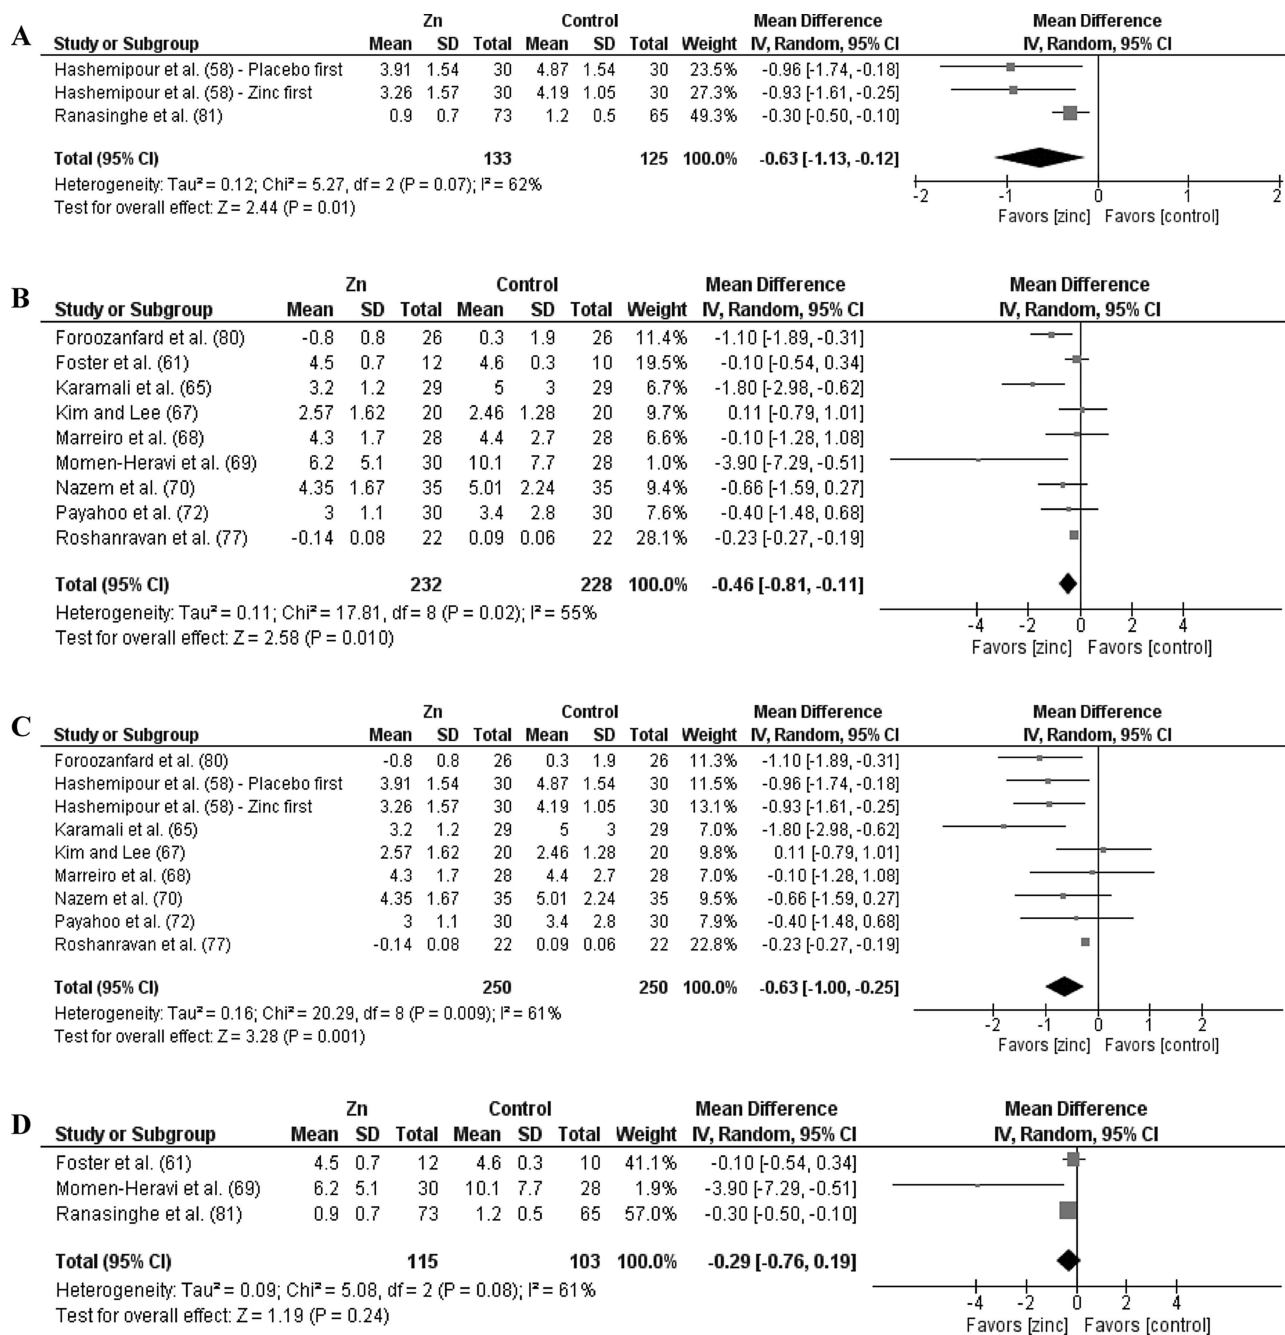 A
Zn Control Mean Difference Mean Difference
Study or Subgroup Mean SD Total Mean SD Total Weight IV, Random, 95% CI IV, Random, 95% CI
Hashemipour et al. (58) - Placebo first 3.91 1.54 30 4.87 1.54 30 23.5% -0.96 [-1.74, -0.18]
Hashemipour et al. (58) - Zinc first 3.26 1.57 30 4.19 1.05 30 27.3% -0.93 [-1.61, -0.25]
Ranasinghe et al. (81) 0.9 0.7 73 1.2 0.5 65 49.3% -0.30 [-0.50, -0.10]
Total (95% CI) 133 125 100.0% -0.63 [-1.13, -0.12]
Heterogeneity: Tau² = 0.12; Chi² = 5.27, df = 2 (P = 0.07); I² = 62%
Test for overall effect: Z = 2.44 (P = 0.01)
-2 -1 0 1 2
Favors [zinc] Favors [control]
B
Zn Control Mean Difference Mean Difference
Study or Subgroup Mean SD Total Mean SD Total Weight IV, Random, 95% CI IV, Random, 95% CI
Foroozanfard et al. (80) -0.8 0.8 26 0.3 1.9 26 11.4% -1.10 [-1.89, -0.31]
Foster et al. (61) 4.5 0.7 12 4.6 0.3 10 19.5% -0.10 [-0.54, 0.34]
Karamali et al. (65) 3.2 1.2 29 5 3 29 6.7% -1.80 [-2.98, -0.62]
Kim and Lee (67) 2.57 1.62 20 2.46 1.28 20 9.7% 0.11 [-0.79, 1.01]
Marreiro et al. (68) 4.3 1.7 28 4.4 2.7 28 6.6% -0.10 [-1.28, 1.08]
Momen-Heravi et al. (69) 6.2 5.1 30 10.1 7.7 28 1.0% -3.90 [-7.29, -0.51]
Nazem et al. (70) 4.35 1.67 35 5.01 2.24 35 9.4% -0.66 [-1.59, 0.27]
Payahoo et al. (72) 3 1.1 30 3.4 2.8 30 7.6% -0.40 [-1.48, 0.68]
Roshanravan et al. (77) -0.14 0.08 22 0.09 0.06 22 28.1% -0.23 [-0.27, -0.19]
Total (95% CI) 232 228 100.0% -0.46 [-0.81, -0.11]
Heterogeneity: Tau² = 0.11; Chi² = 17.81, df = 8 (P = 0.02); I² = 55%
Test for overall effect: Z = 2.58 (P = 0.010)
-4 -2 0 2 4
Favors [zinc] Favors [control]
C
Zn Control Mean Difference Mean Difference
Study or Subgroup Mean SD Total Mean SD Total Weight IV, Random, 95% CI IV, Random, 95% CI
Foroozanfard et al. (80) -0.8 0.8 26 0.3 1.9 26 11.3% -1.10 [-1.89, -0.31]
Hashemipour et al. (58) - Placebo first 3.91 1.54 30 4.87 1.54 30 11.5% -0.96 [-1.74, -0.18]
Hashemipour et al. (58) - Zinc first 3.26 1.57 30 4.19 1.05 30 13.1% -0.93 [-1.61, -0.25]
Karamali et al. (65) 3.2 1.2 29 5 3 29 7.0% -1.80 [-2.98, -0.62]
Kim and Lee (67) 2.57 1.62 20 2.46 1.28 20 9.8% 0.11 [-0.79, 1.01]
Marreiro et al. (68) 4.3 1.7 28 4.4 2.7 28 7.0% -0.10 [-1.28, 1.08]
Nazem et al. (70) 4.35 1.67 35 5.01 2.24 35 9.5% -0.66 [-1.59, 0.27]
Payahoo et al. (72) 3 1.1 30 3.4 2.8 30 7.9% -0.40 [-1.48, 0.68]
Roshanravan et al. (77) -0.14 0.08 22 0.09 0.06 22 22.8% -0.23 [-0.27, -0.19]
Total (95% CI) 250 250 100.0% -0.63 [-1.00, -0.25]
Heterogeneity: Tau² = 0.16; Chi² = 20.29, df = 8 (P = 0.009); I² = 61%
Test for overall effect: Z = 3.28 (P = 0.001)
-2 -1 0 1 2
Favors [zinc] Favors [control]
D
Zn Control Mean Difference Mean Difference
Study or Subgroup Mean SD Total Mean SD Total Weight IV, Random, 95% CI IV, Random, 95% CI
Foster et al. (61) 4.5 0.7 12 4.6 0.3 10 41.1% -0.10 [-0.54, 0.34]
Momen-Heravi et al. (69) 6.2 5.1 30 10.1 7.7 28 1.9% -3.90 [-7.29, -0.51]
Ranasinghe et al. (81) 0.9 0.7 73 1.2 0.5 65 57.0% -0.30 [-0.50, -0.10]
Total (95% CI) 115 103 100.0% -0.29 [-0.76, 0.19]
Heterogeneity: Tau² = 0.09; Chi² = 5.08, df = 2 (P = 0.08); I² = 61%
Test for overall effect: Z = 1.19 (P = 0.24)
-4 -2 0 2 4
Favors [zinc] Favors [control]